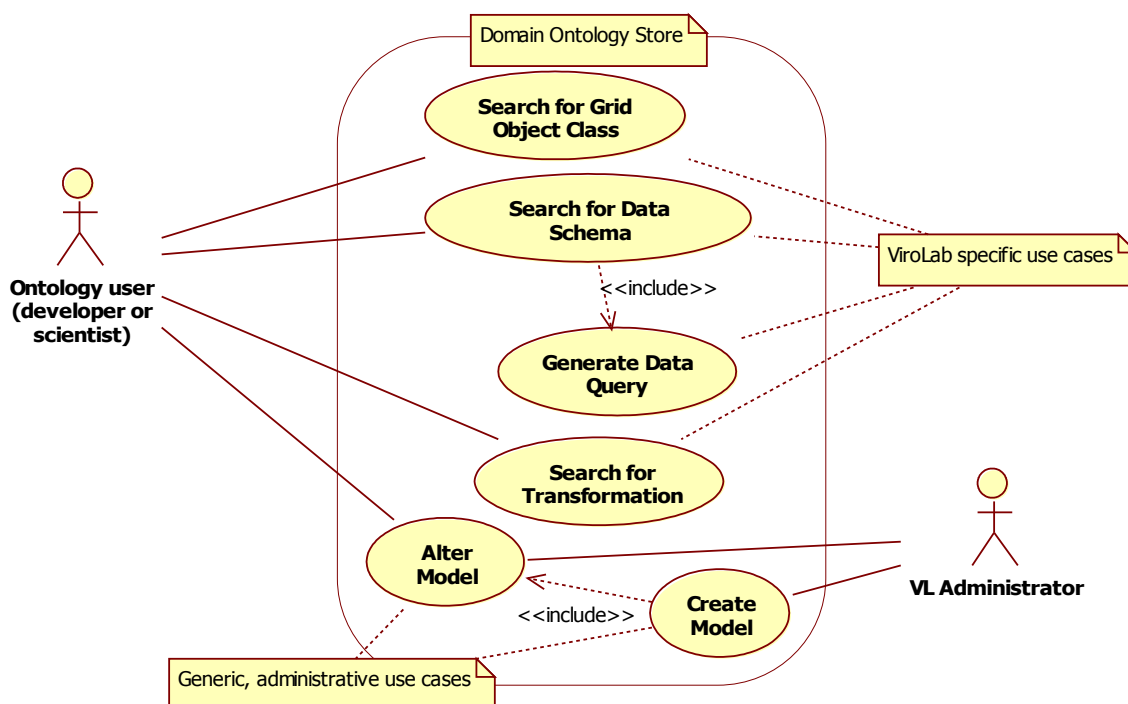 Domain Ontology Store
Search for Grid
Object Class
Search for Data
Schema
ViroLab specific use cases
Ontology user
(developer or
scientist)
<<include>>
Generate Data
Query
Search for
Transformation
Alter
Model
VL Administrator
<<include>>
Create
Model
Generic, administrative use cases